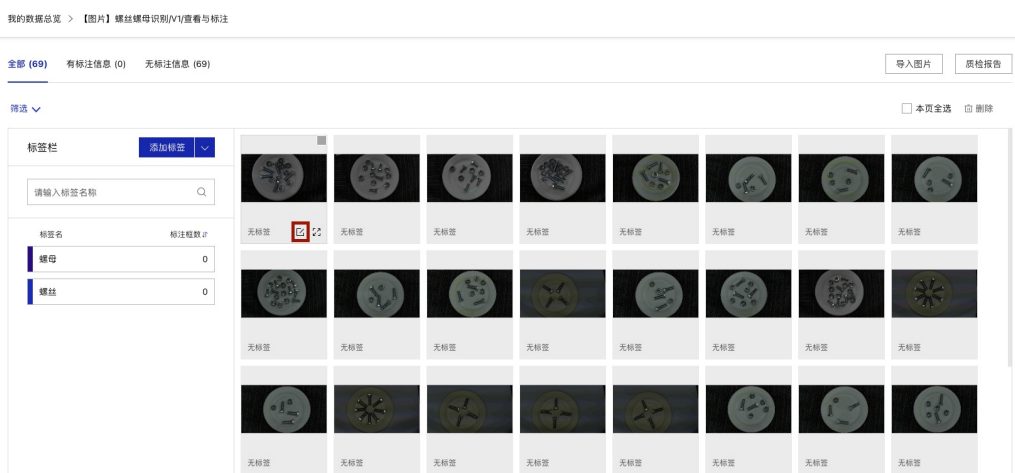 我的数据总览 > 【图片】螺丝螺母识别/V1/查看与标注
全部 (69) 有标注信息 (0) 无标注信息 (69) 导入图片 质检报告
筛选 本页全选 删除
标签栏 添加标签
请输入标签名称
标签名 标注框数
螺母 0
螺丝 0
无标签 无标签 无标签 无标签 无标签 无标签 无标签 无标签
无标签 无标签 无标签 无标签 无标签 无标签 无标签 无标签
无标签 无标签 无标签 无标签 无标签 无标签 无标签 无标签